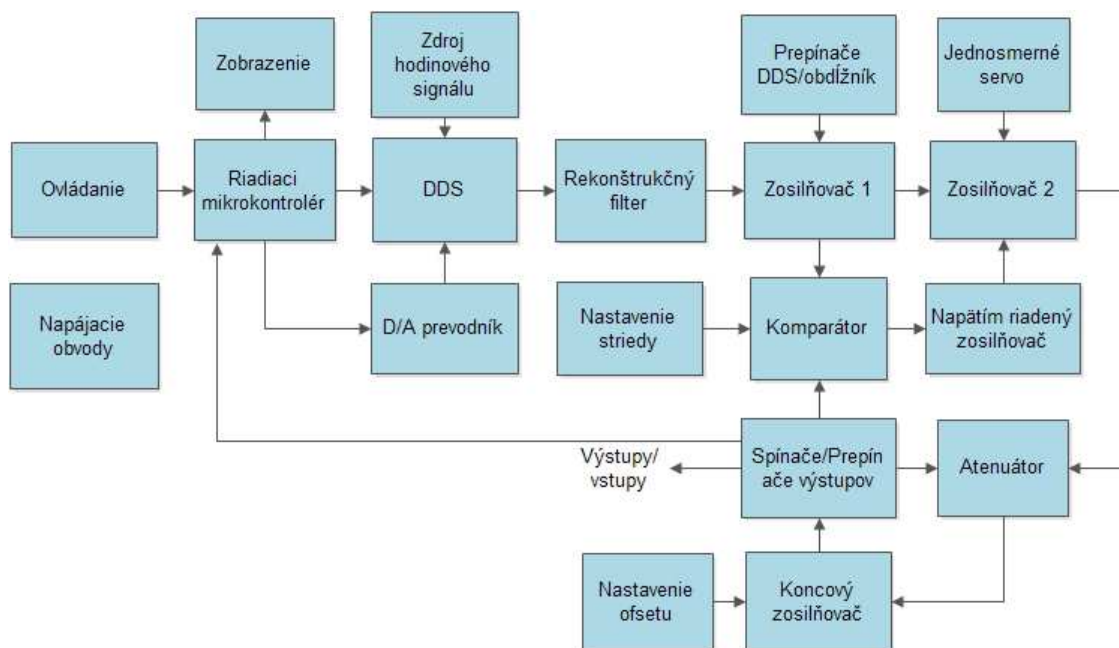 Zobrazenie
Zdroj
hodinového
signálu
Prepínače
DDS/obdĺžník
Jednosmerné
servo
Ovládanie
Riadiaci
mikrokontrolér
DDS
Rekonštrukčný
filter
Zosilňovač 1
Zosilňovač 2
Napájacie
obvody
D/A prevodník
Nastavenie
striedy
Komparátor
Napätím riadený
zosilňovač
Výstupy/
vstupy
Spínače/Prepín
ače výstupov
Atenuátor
Nastavenie
ofsetu
Koncový
zosilňovač